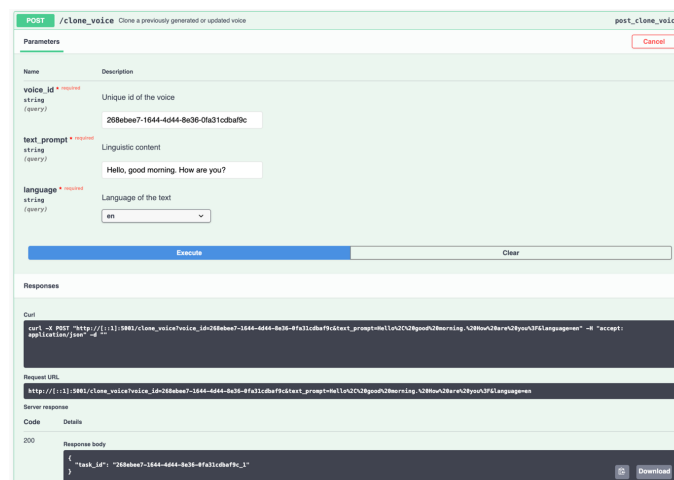 POST /clone_voice Clone a previously generated or updated voice post_clone_voic
Parameters Cancel
Name Description
voice_id * required
string
(query)
Unique id of the voice
268ebee7-1644-4d44-8e36-0fa31cdbaf9c
text_prompt * required
string
(query)
Linguistic content
Hello, good morning. How are you?
language * required
string
(query)
Language of the text
en
Execute Clear
Responses
Curl
curl -X POST "http://[::1]:5001/clone_voice?voice_id=268ebee7-1644-4d44-8e36-0fa31cdbaf9c&text_prompt=Hello%2C%20good%20morning.%20How%20are%20you%3F&language=en" -H "accept:
application/json" -d ""
Request URL
http://[::1]:5001/clone_voice?voice_id=268ebee7-1644-4d44-8e36-0fa31cdbaf9c&text_prompt=Hello%2C%20good%20morning.%20How%20are%20you%3F&language=en
Server response
Code Details
200
Response body
{
"task_id": "268ebee7-1644-4d44-8e36-0fa31cdbaf9c_1"
}
Download